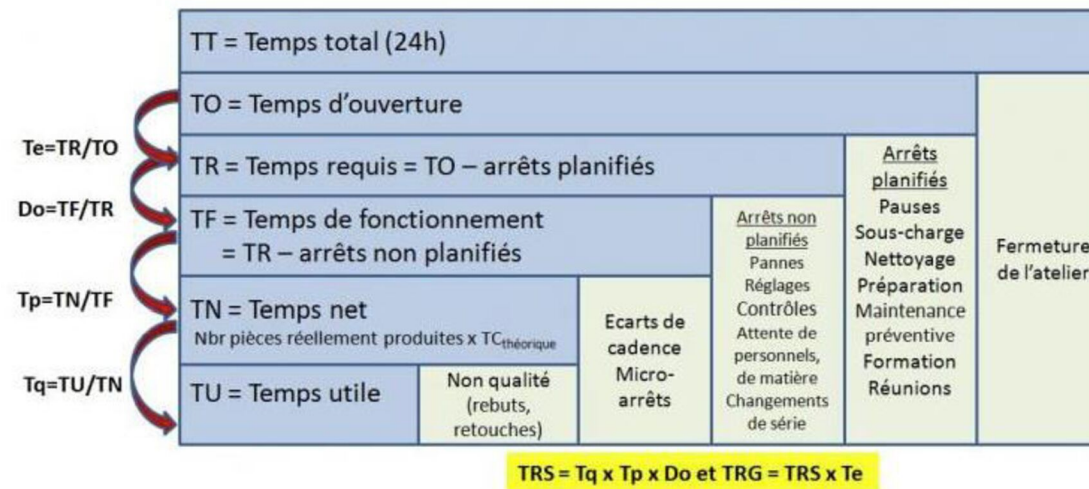 TT = Temps total (24h)
TO = Temps d'ouverture
Te=TR/TO
TR = Temps requis = TO – arrêts planifiés
Do=TF/TR
TF = Temps de fonctionnement
= TR – arrêts non planifiés
Tp=TN/TF
TN = Temps net
Nbr pièces réellement produites x TCthéorique
Tq=TU/TN
TU = Temps utile
Non qualité
(rebuts,
retouches)
Ecarts de
cadence
Micro-
arrêts
Arrêts non
planifiés
Pannes
Réglages
Contrôles
Attente de
personnels,
de matière
Changements
de série
Arrêts
planifiés
Pauses
Sous-charge
Nettoyage
Préparation
Maintenance
préventive
Formation
Réunions
Fermeture
de l'atelier
TRS = Tq x Tp x Do et TRG = TRS x Te